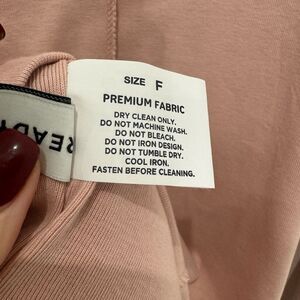 SIZE F
PREMIUM FABRIC
DRY CLEAN ONLY.
DO NOT MACHINE WASH.
DO NOT BLEACH.
DO NOT IRON DESIGN.
DO NOT TUMBLE DRY.
COOL IRON.
FASTEN BEFORE CLEANING.
READY